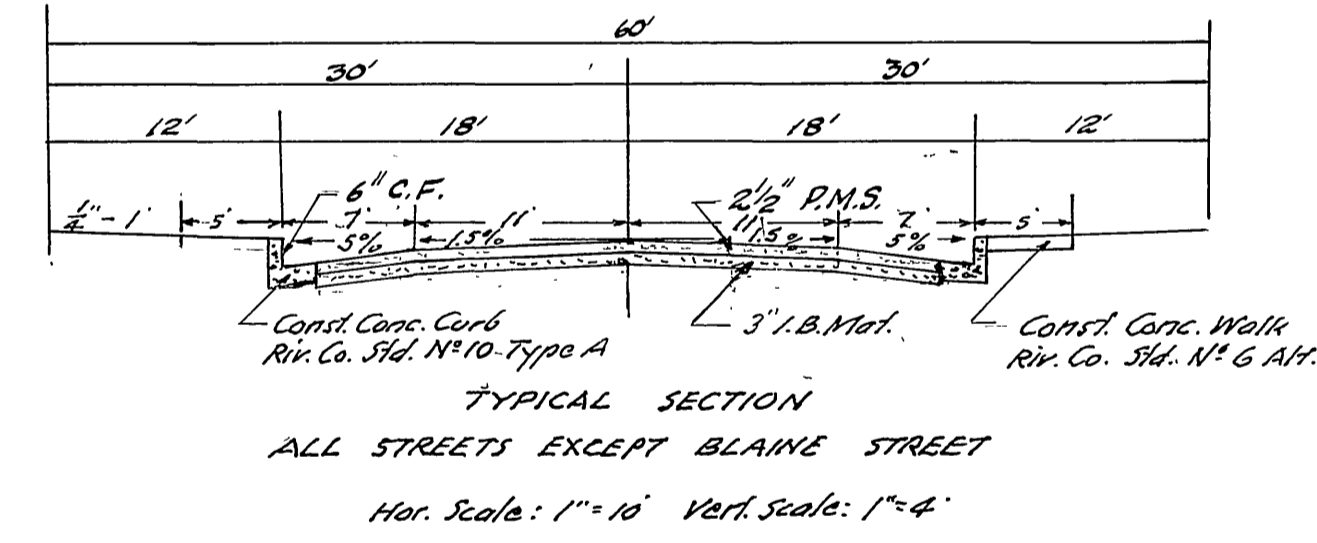 60'
30' 30'
12' 18' 18' 12'
6" C.F. 2½" P.M.S.
¼" - 1' 5' 7' 11' 11' 7' 5'
5% 1.5% 1.5% 5%
Const. Conc. Curb
Riv. Co. Std. Nº 10-Type A
3" I.B. Mat.
Const. Conc. Walk
Riv. Co. Std. Nº 6 Alt.
TYPICAL SECTION
ALL STREETS EXCEPT BLAINE STREET
Hor. Scale: 1"=10' Vert. Scale: 1"=4'